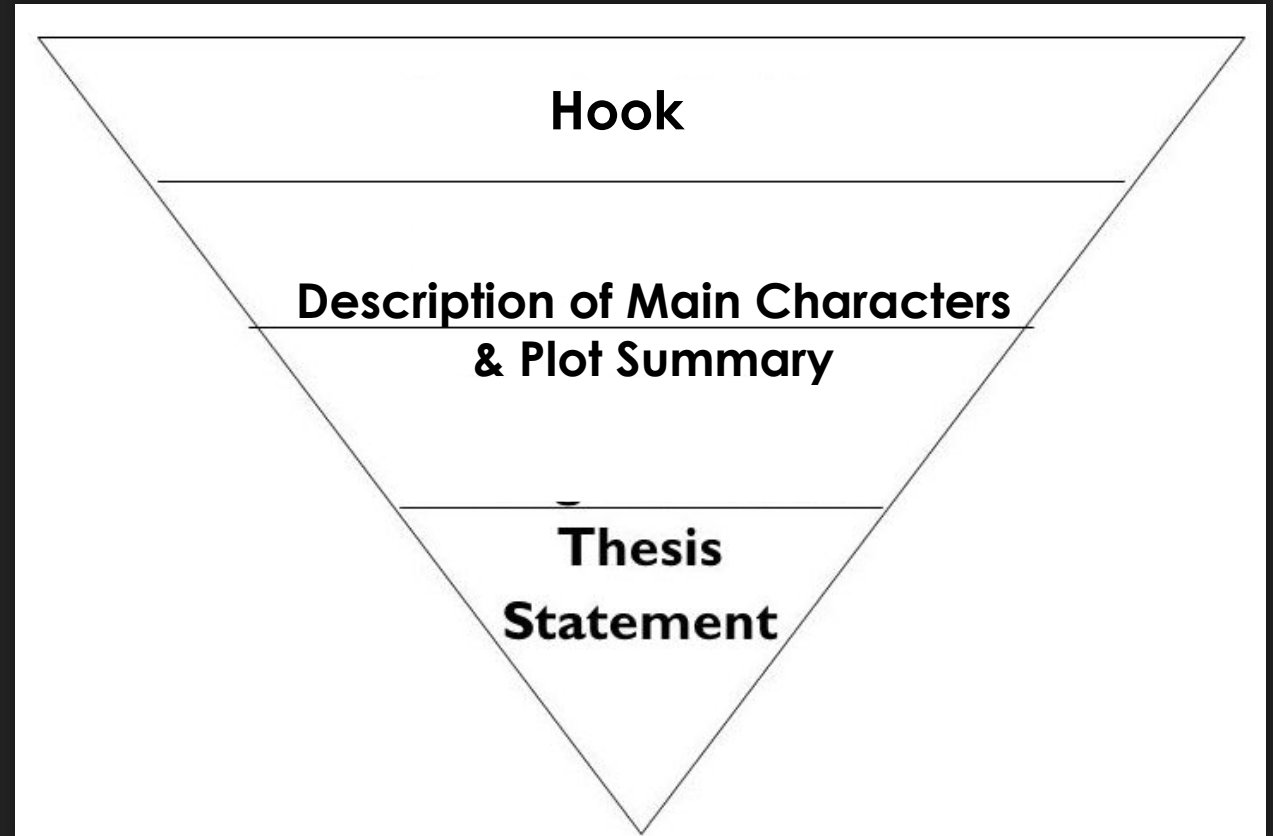 Hook
Description of Main Characters
& Plot Summary
Thesis
Statement